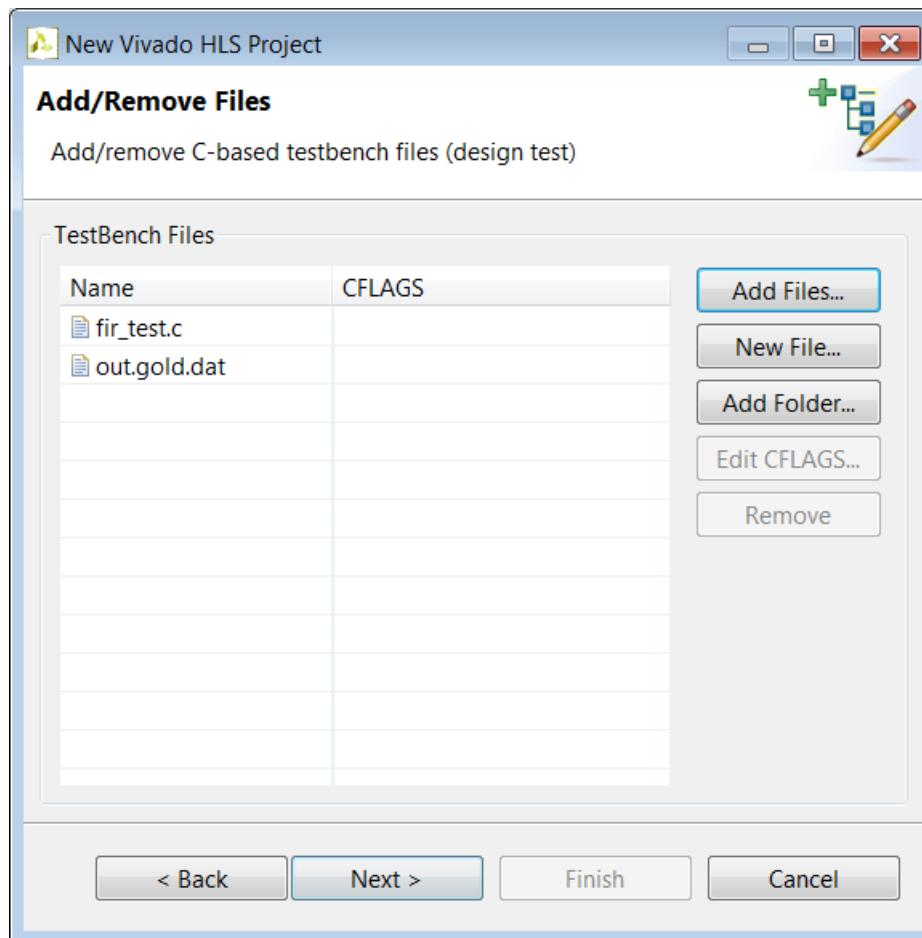 New Vivado HLS Project
Add/Remove Files
Add/remove C-based testbench files (design test)
TestBench Files
Name CFLAGS
fir_test.c
out.gold.dat
Add Files...
New File...
Add Folder...
Edit CFLAGS...
Remove
< Back Next > Finish Cancel